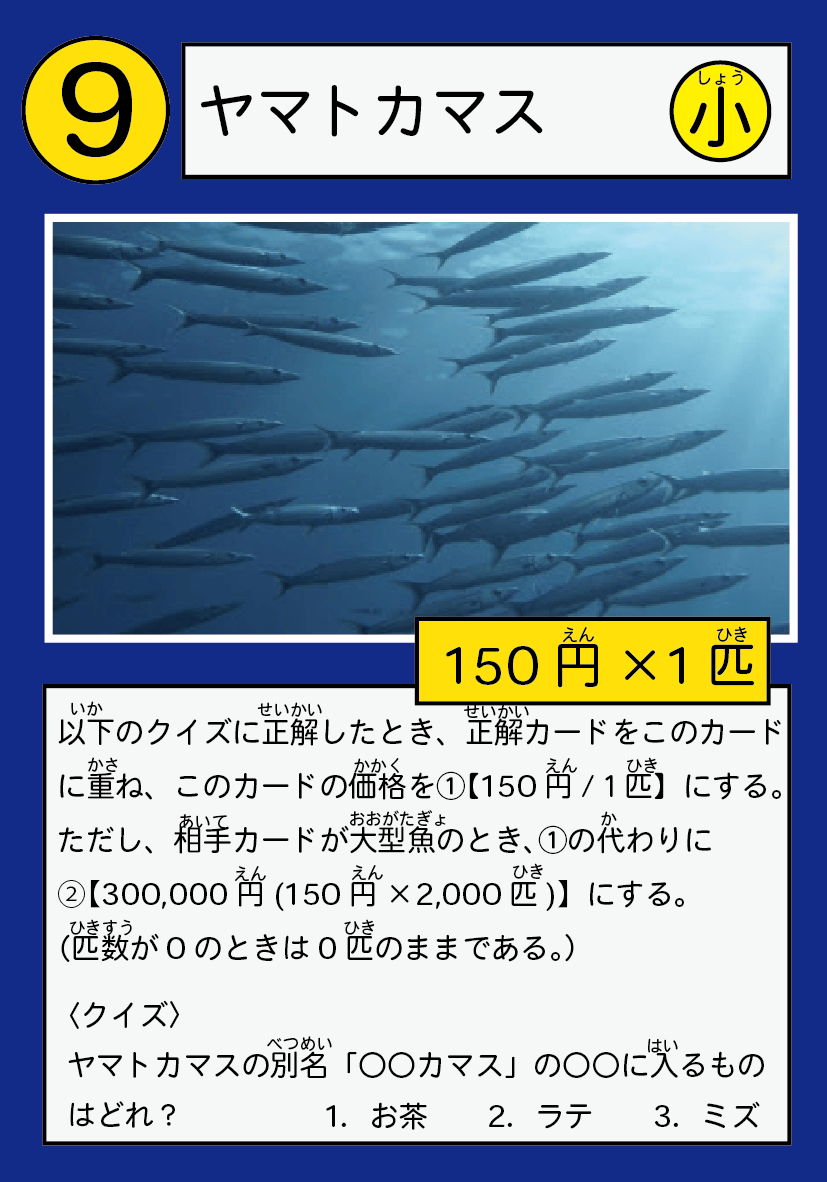 9
ヤマトカマス
しょう
小
えん ひき
150円×1匹
いか せいかい せいかい
以下のクイズに正解したとき、正解カードをこのカード
かさ かかく えん ひき
に重ね、このカードの価格を①【150円/1匹】にする。
あいて おおがたぎょ か
ただし、相手カードが大型魚のとき、①の代わりに
えん えん ひき
②【300,000円(150円×2,000匹)】にする。
ひきすう ひき
(匹数が0のときは0匹のままである。)
〈クイズ〉
べつめい はい
ヤマトカマスの別名「〇〇カマス」の〇〇に入るもの
はどれ? 1. お茶 2. ラテ 3. ミズ